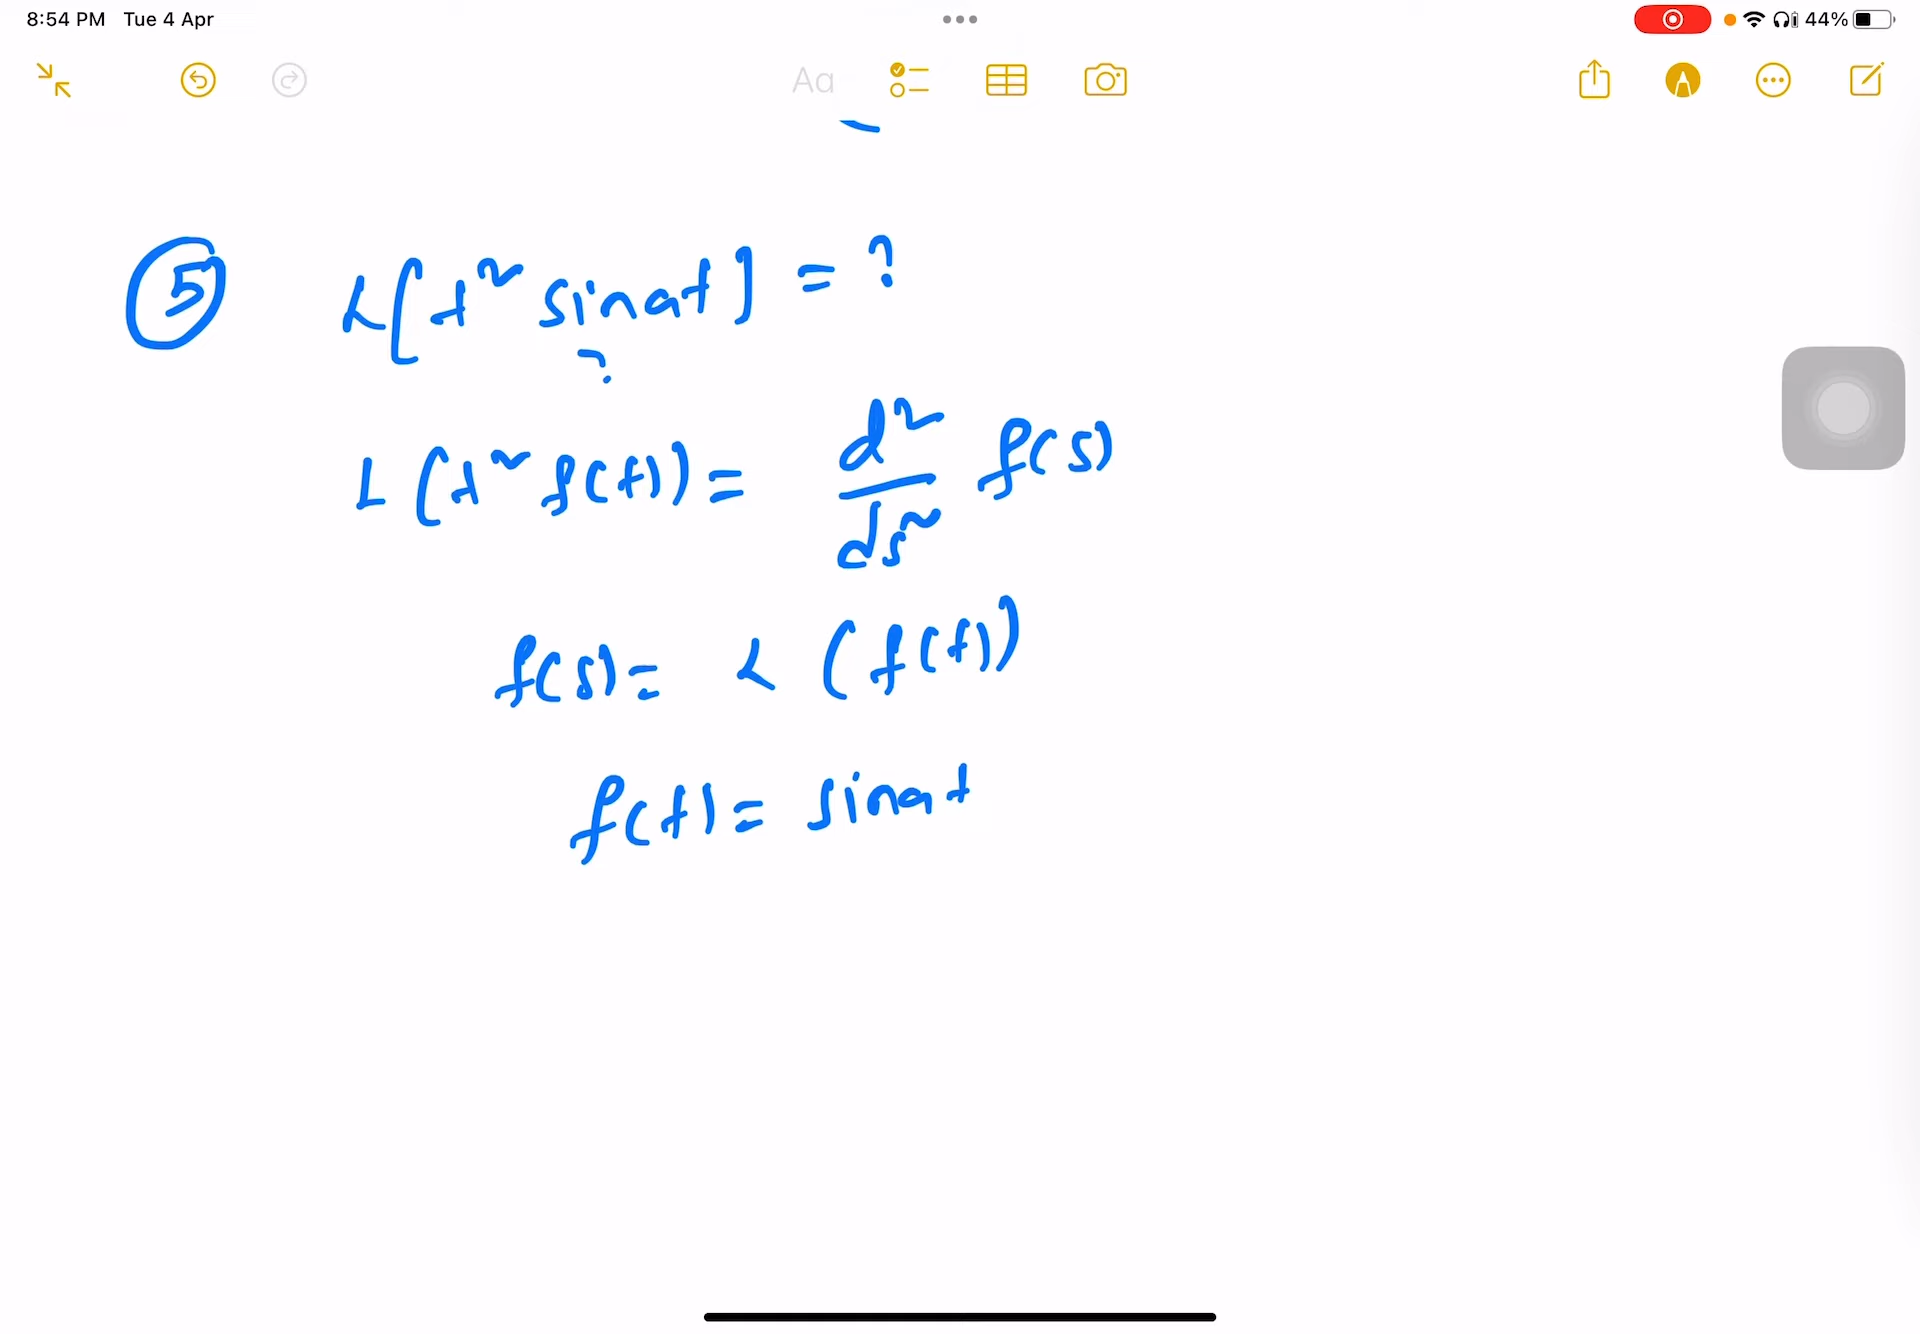 8:54 PM Tue 4 Apr
44%
Aa
⑤ L[t² sinat] = ?
?
L(t² f(t)) = d²/ds² f(s)
f(s) = L(f(t))
f(t) = sinat